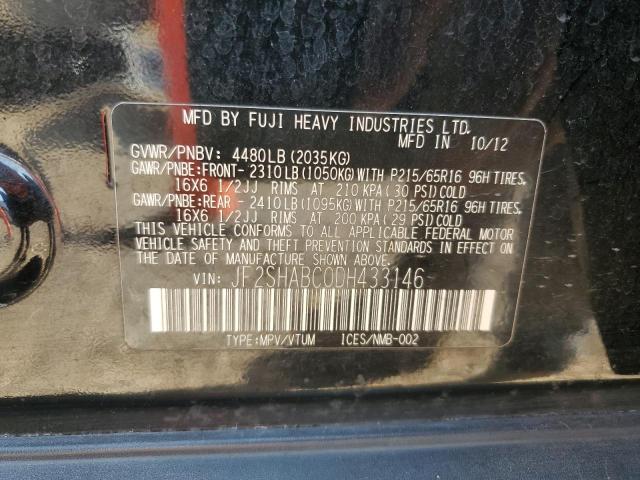 MFD BY FUJI HEAVY INDUSTRIES LTD.
MFD IN 10/12
GVWR/PNBV: 4480LB(2035KG)
GAWR/PNBE:FRONT-2310LB(1050KG)WITH P215/65R16 96H TIRES,
16X6 1/2JJ RIMS AT 210 KPA(30 PSI)COLD
GAWR/PNBE:REAR -2410LB(1095KG)WITH P215/65R16 96H TIRES,
16X6 1/2JJ RIMS AT 200 KPA(29 PSI)COLD
THIS VEHICLE CONFORMS TO ALL APPLICABLE FEDERAL MOTOR
VEHICLE SAFETY AND THEFT PREVENTION STANDARDS IN EFFECT ON
THE DATE OF MANUFACTURE SHOWN ABOVE.
VIN: JF2SHABC0DH433146
TYPE:MPV/VTUM ICES/NMB-002